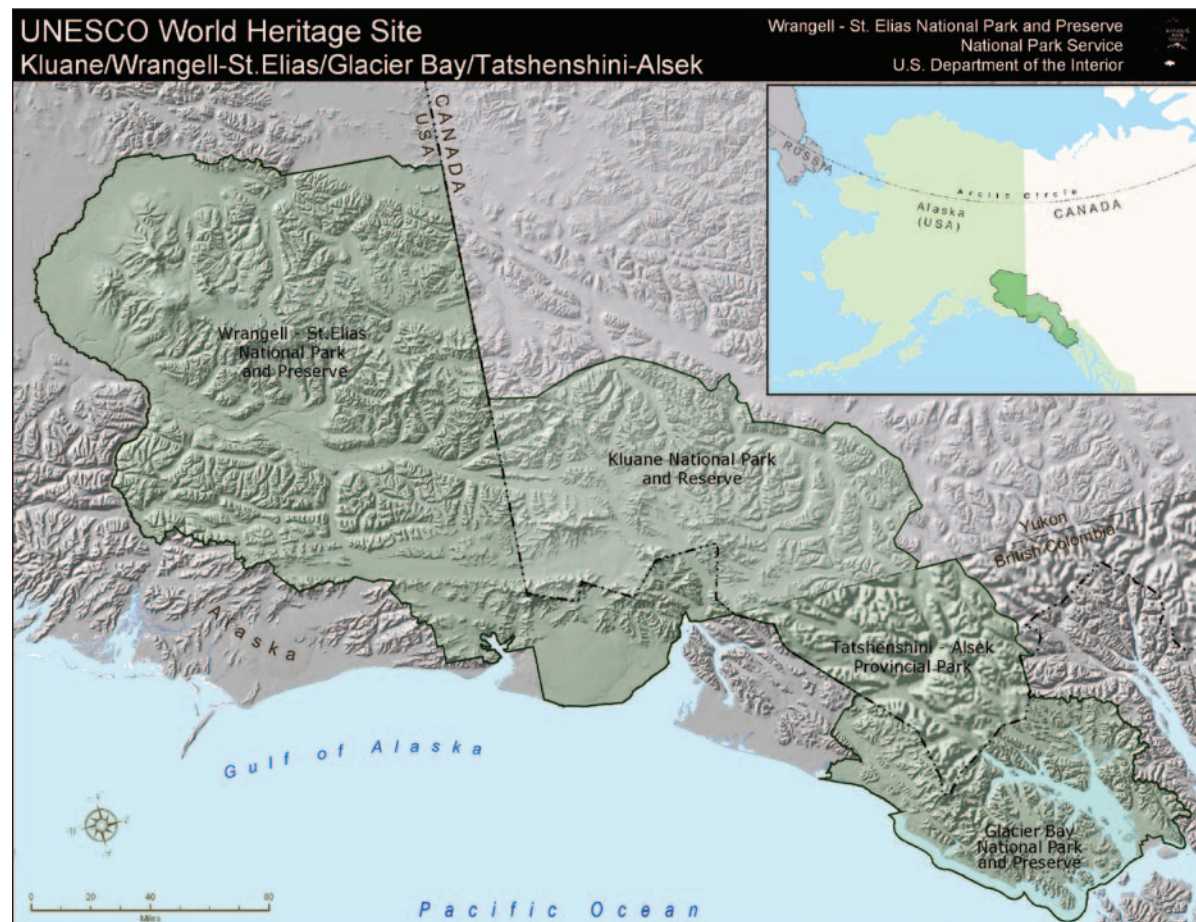 UNESCO World Heritage Site
Kluane/Wrangell-St.Elias/Glacier Bay/Tatshenshini-Alsek
Wrangell - St. Elias National Park and Preserve
National Park Service
U.S. Department of the Interior
CANADA
USA
RUSSIA
Arctic Circle
Alaska
(USA)
CANADA
Wrangell - St.Elias
National Park
and Preserve
Kluane National Park
and Reserve
Yukon
British Colombia
Alaska
Tatshenshini - Alsek
Provincial Park
Gulf of Alaska
Glacier Bay
National Park
and Preserve
0 20 40 80
Miles
Pacific Ocean